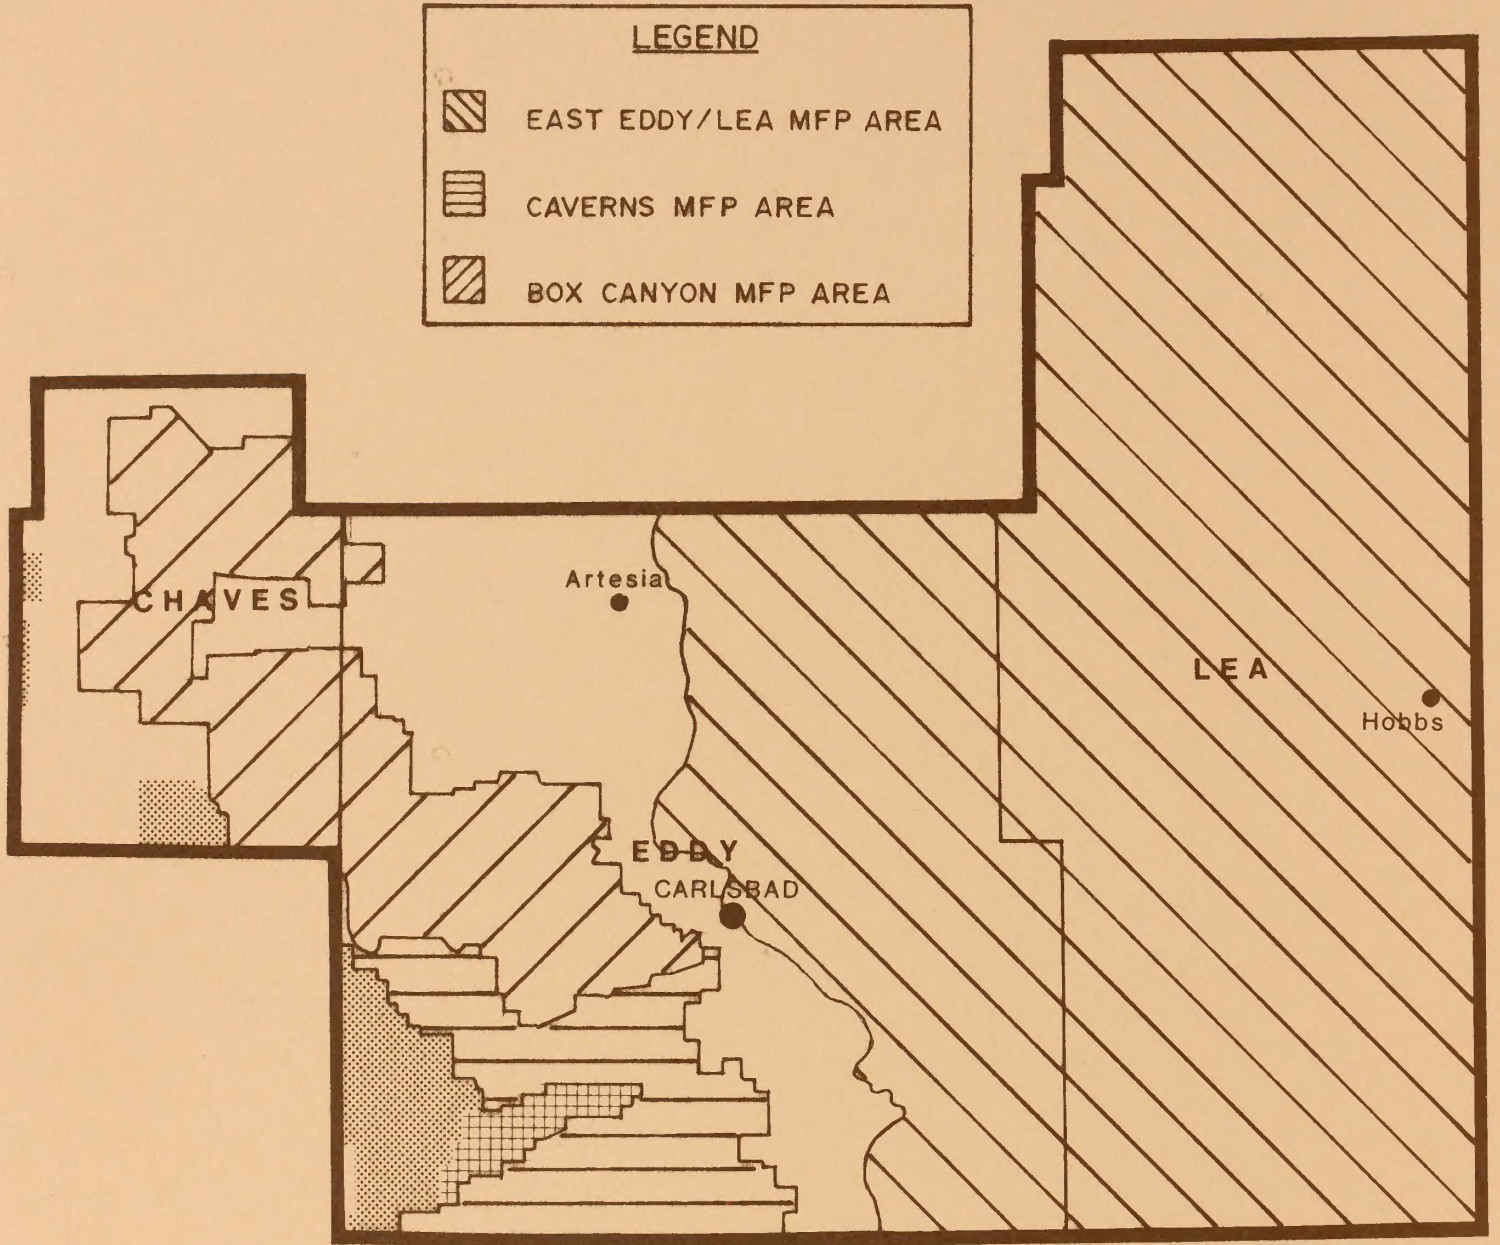 LEGEND
EAST EDDY/LEA MFP AREA
CAVERNS MFP AREA
BOX CANYON MFP AREA
Artesia
CHAVES
LEA
Hobbs
EDDY
CARLSBAD